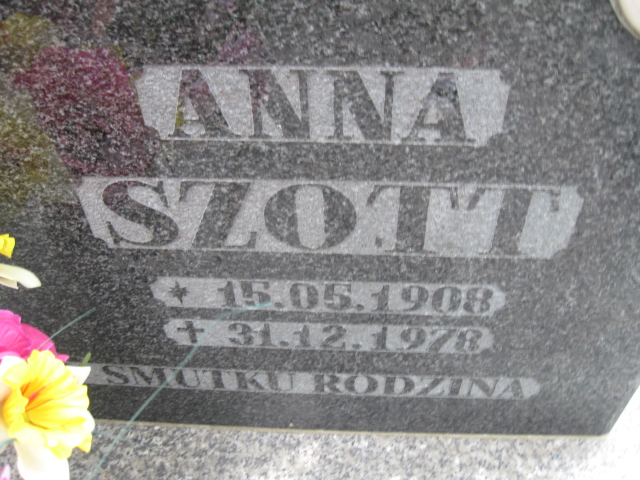 ANNA
SZOTT
* 15.05.1908
✝ 31.12.1978
SMUTKU RODZINA